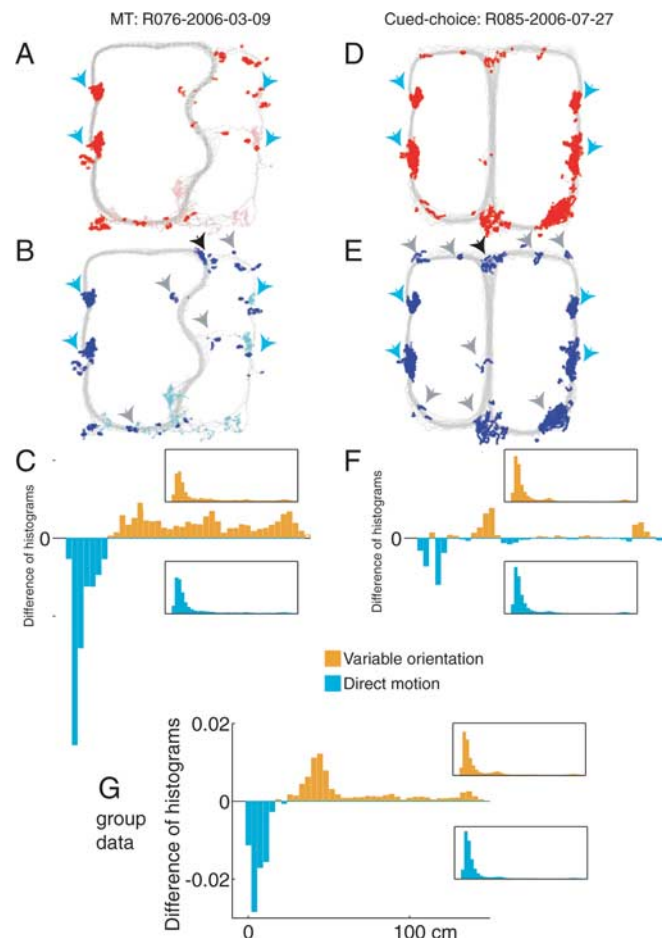 MT: R076-2006-03-09
Cued-choice: R085-2006-07-27
A
D
B
E
C
F
Difference of histograms
0
Difference of histograms
0
Variable orientation
Direct motion
G
group
data
Difference of histograms
0.02
0
-0.02
0
100 cm